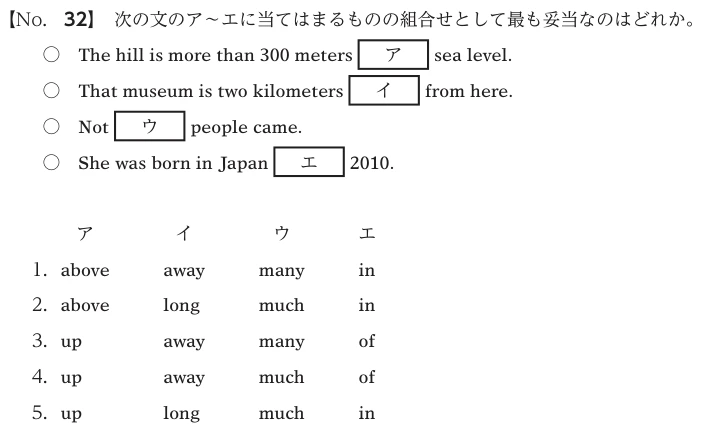 【No. 32】 次の文のア～エに当てはまるものの組合せとして最も妥当なのはどれか。
○ The hill is more than 300 meters ア sea level.
○ That museum is two kilometers イ from here.
○ Not ウ people came.
○ She was born in Japan エ 2010.
ア イ ウ エ
1. above away many in
2. above long much in
3. up away many of
4. up away much of
5. up long much in